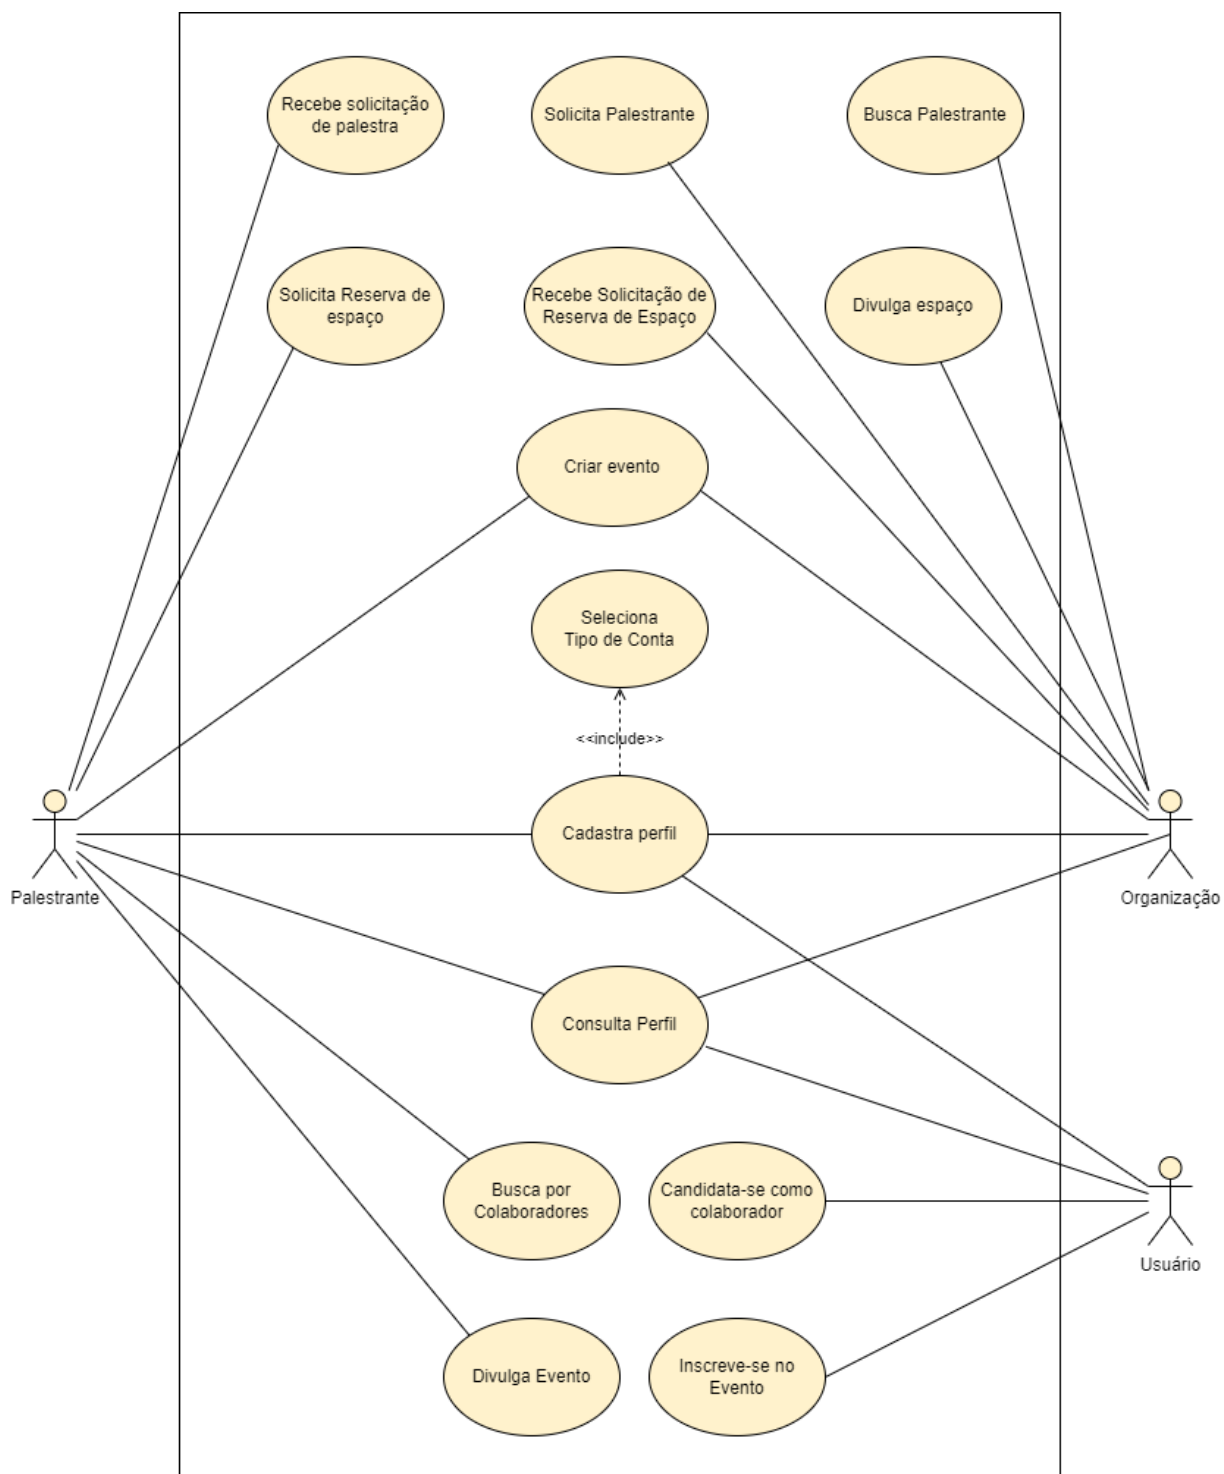 Recebe solicitação
de palestra
Solicita Palestrante
Busca Palestrante
Solicita Reserva de
espaço
Recebe Solicitação de
Reserva de Espaço
Divulga espaço
Criar evento
Seleciona
Tipo de Conta
<<include>>
Cadastra perfil
Palestrante
Organização
Consulta Perfil
Busca por
Colaboradores
Candidata-se como
colaborador
Usuário
Divulga Evento
Inscreve-se no
Evento